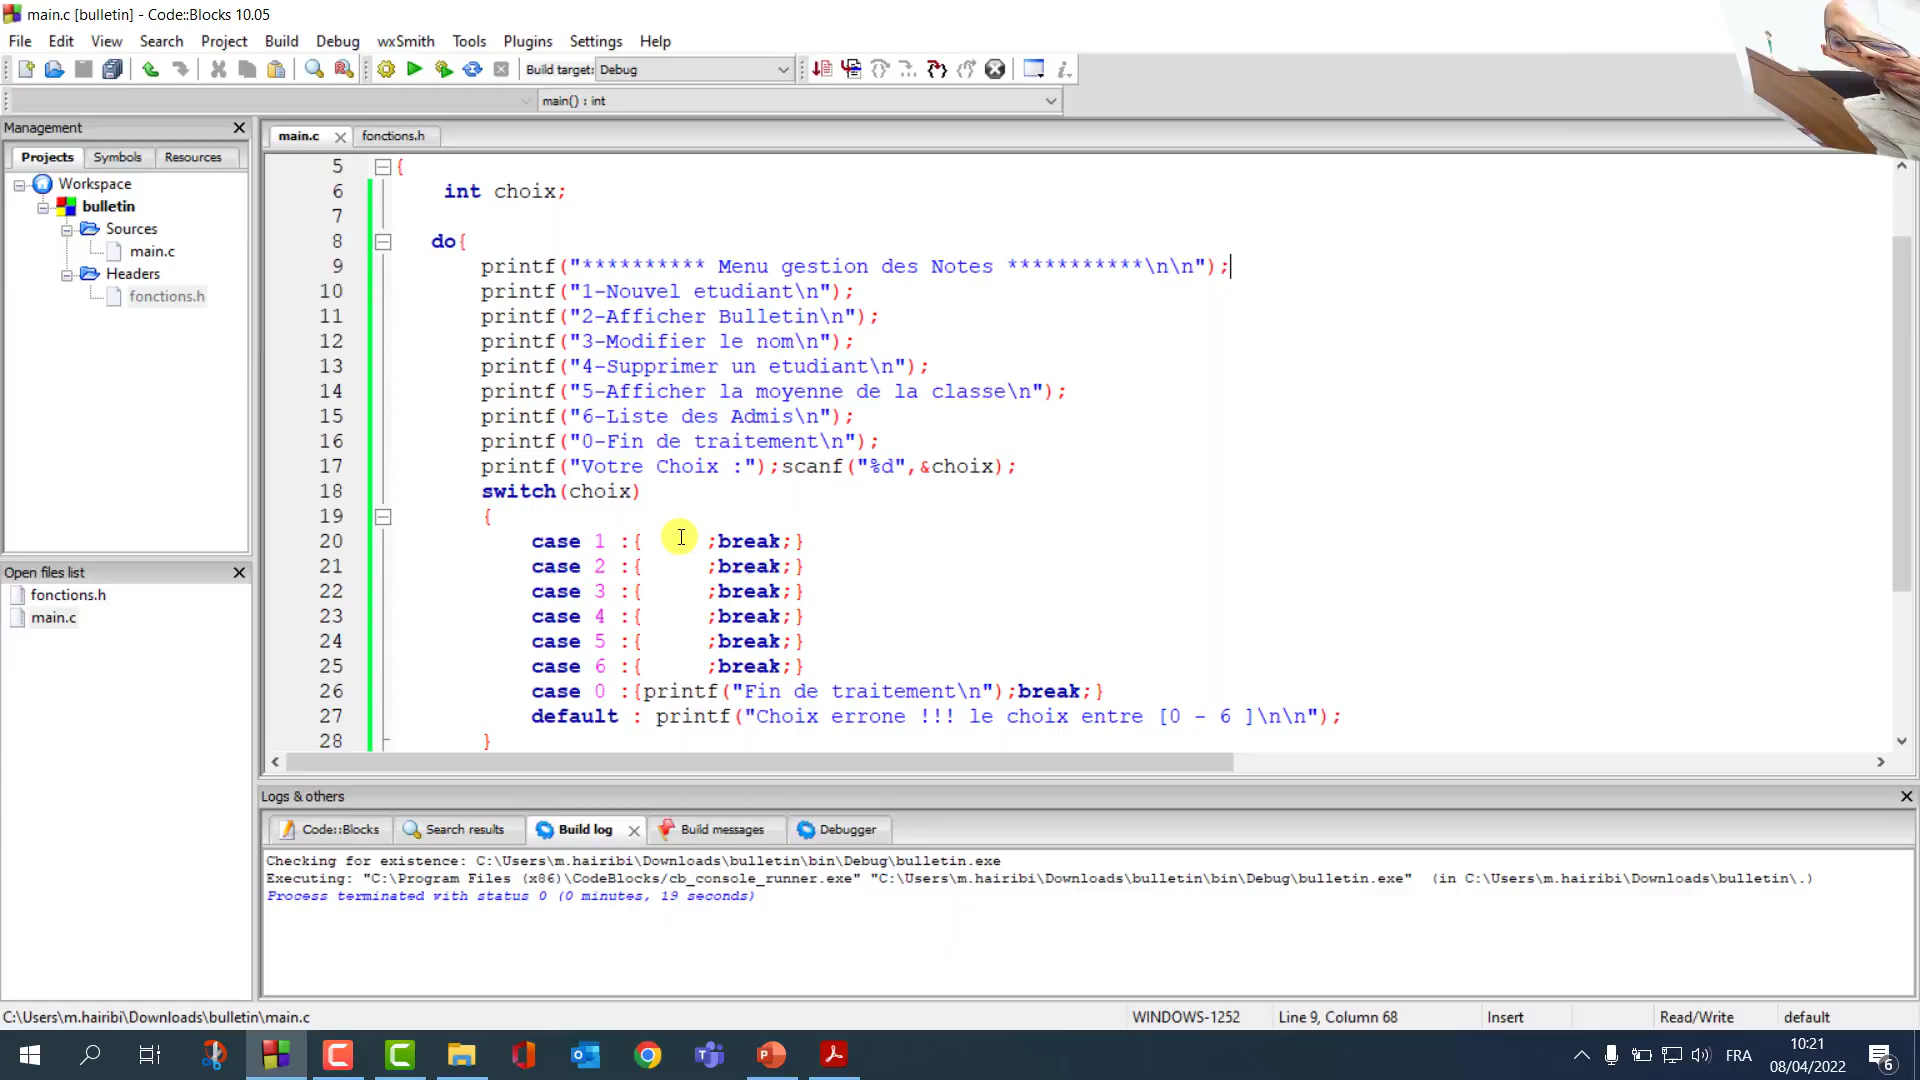 main.c [bulletin] - Code::Blocks 10.05
File Edit View Search Project Build Debug wxSmith Tools Plugins Settings Help
Build target: Debug
main() : int
Management
Projects Symbols Resources
Workspace
bulletin
Sources
main.c
Headers
fonctions.h
Open files list
fonctions.h
main.c
main.c fonctions.h
5 {
6 int choix;
7
8 do{
9 printf("********** Menu gestion des Notes ***********\n\n");
10 printf("1-Nouvel etudiant\n");
11 printf("2-Afficher Bulletin\n");
12 printf("3-Modifier le nom\n");
13 printf("4-Supprimer un etudiant\n");
14 printf("5-Afficher la moyenne de la classe\n");
15 printf("6-Liste des Admis\n");
16 printf("0-Fin de traitement\n");
17 printf("Votre Choix :");scanf("%d",&choix);
18 switch(choix)
19 {
20 case 1 :{ ;break;}
21 case 2 :{ ;break;}
22 case 3 :{ ;break;}
23 case 4 :{ ;break;}
24 case 5 :{ ;break;}
25 case 6 :{ ;break;}
26 case 0 :{printf("Fin de traitement\n");break;}
27 default : printf("Choix errone !!! le choix entre [0 - 6 ]\n\n");
28 }
Logs & others
Code::Blocks Search results Build log Build messages Debugger
Checking for existence: C:\Users\m.hairibi\Downloads\bulletin\bin\Debug\bulletin.exe
Executing: "C:\Program Files (x86)\CodeBlocks/cb_console_runner.exe" "C:\Users\m.hairibi\Downloads\bulletin\bin\Debug\bulletin.exe" (in C:\Users\m.hairibi\Downloads\bulletin\.)
Process terminated with status 0 (0 minutes, 19 seconds)
C:\Users\m.hairibi\Downloads\bulletin\main.c WINDOWS-1252 Line 9, Column 68 Insert Read/Write default
FRA
10:21
08/04/2022
6